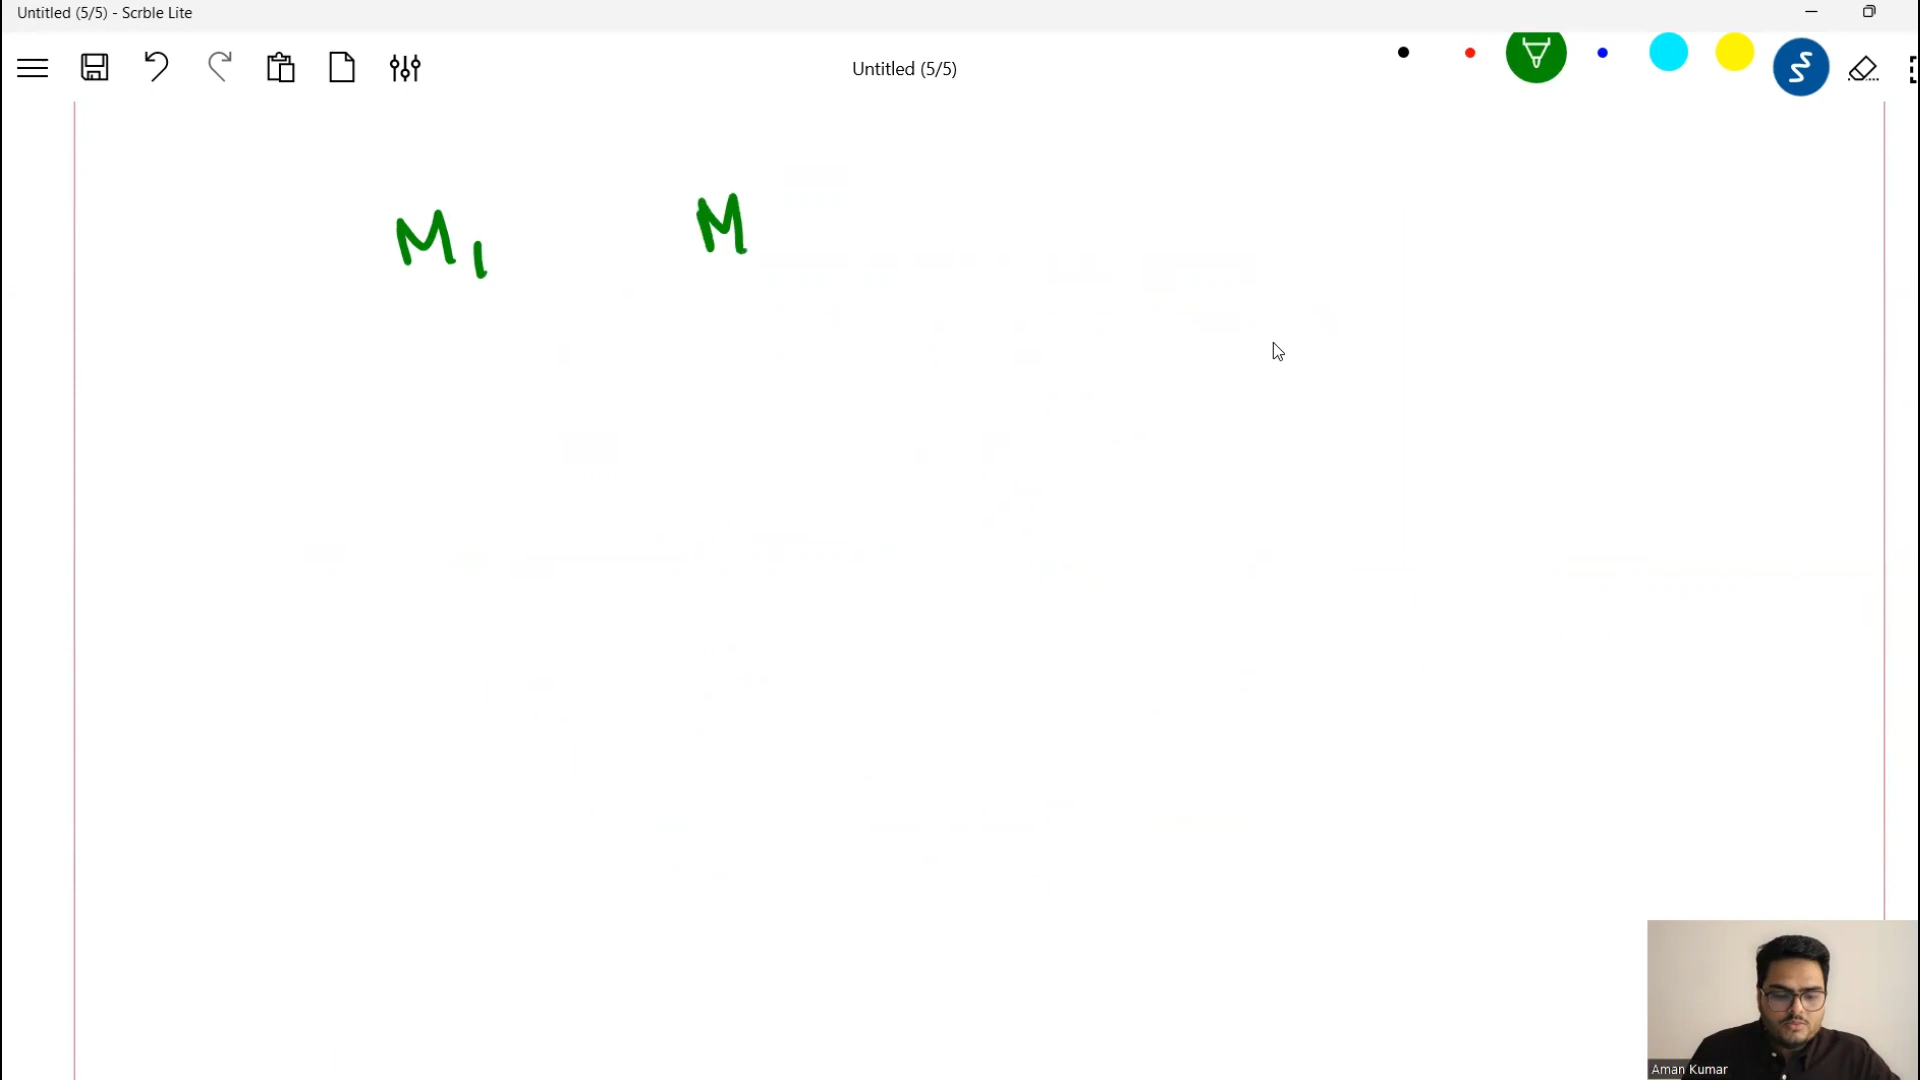 Untitled (5/5) - Scrble Lite
Untitled (5/5)
M1 M
Aman Kumar